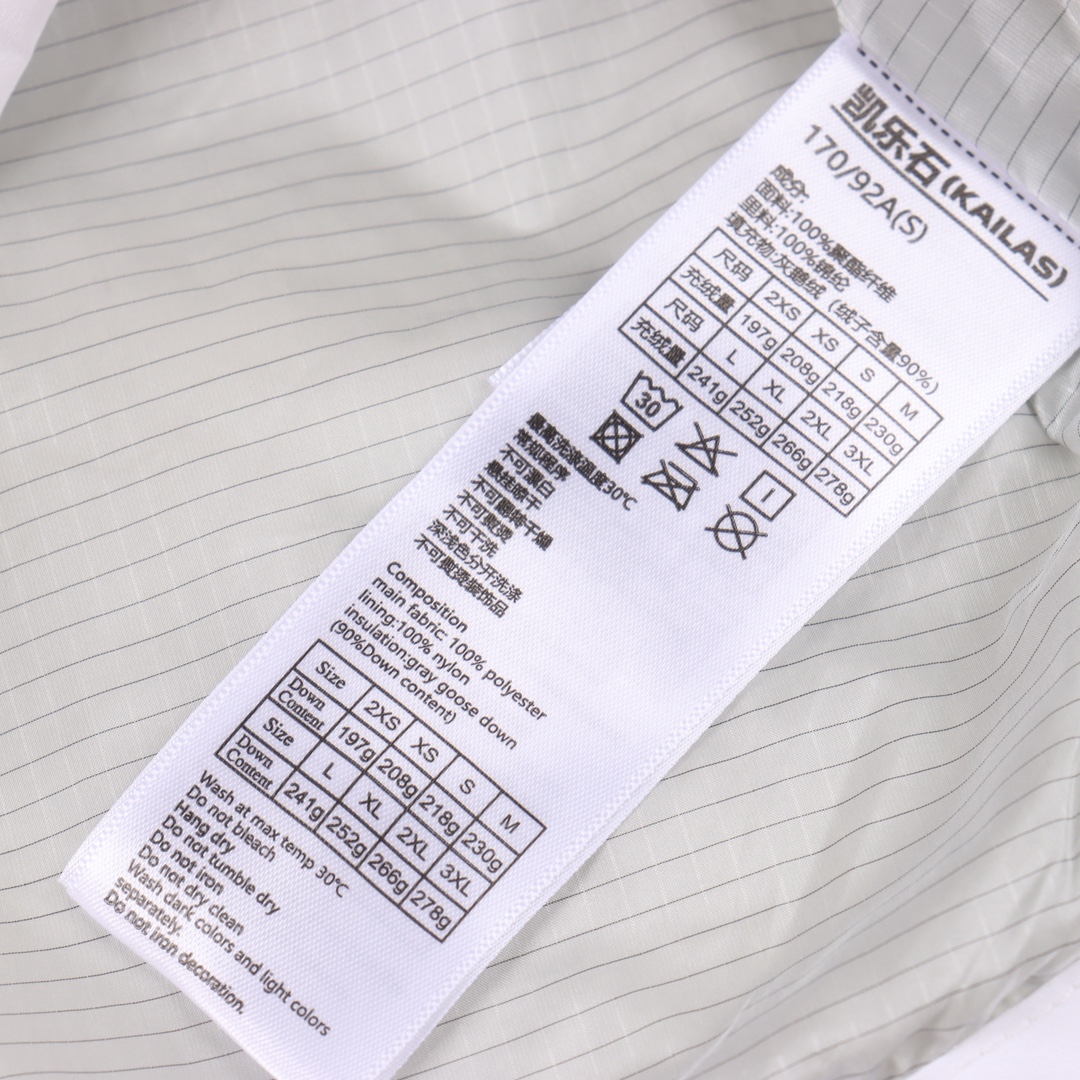 凯乐石(KAILAS)
170/92A(S)
成分:
面料:100%聚酯纤维
里料:100%锦纶
填充物:灰鹅绒（绒子含量90%）
尺码 2XS XS S M
充绒量 197g 208g 218g 230g
尺码 L XL 2XL 3XL
充绒量 241g 252g 266g 278g
30
最高洗涤温度30℃
常规程序
不可漂白
悬挂晾干
不可翻转干燥
不可熨烫
不可干洗
深浅色分开洗涤
不可熨烫装饰品
Composition
main fabric: 100% polyester
lining:100% nylon
insulation:gray goose down
(90%Down content)
Size 2XS XS S M
Down Content 197g 208g 218g 230g
Size L XL 2XL 3XL
Down Content 241g 252g 266g 278g
Wash at max temp 30℃
Do not bleach
Hang dry
Do not tumble dry
Do not iron
Do not dry clean
Wash dark colors and light colors
separately.
Do not iron decoration.